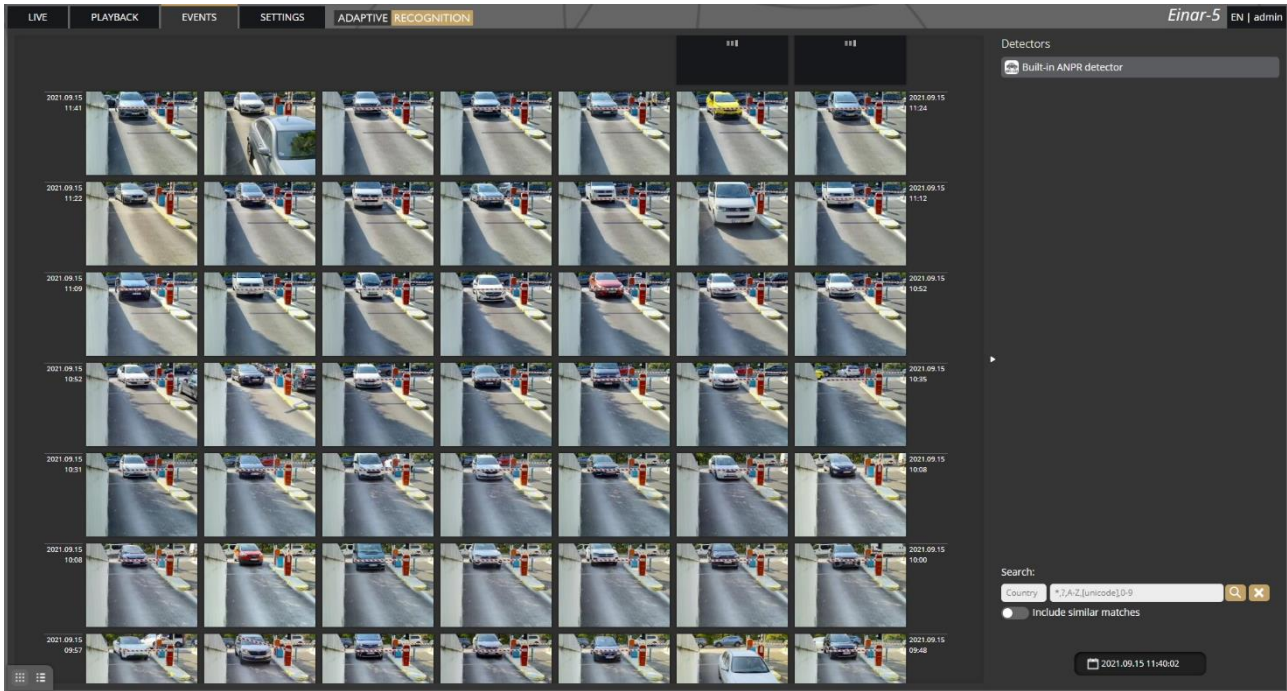 LIVE PLAYBACK EVENTS SETTINGS ADAPTIVE RECOGNITION Einar-5 EN | admin
Detectors
Built-in ANPR detector
2021.09.15 2021.09.15
11:41 11:24
2021.09.15 2021.09.15
11:22 11:12
2021.09.15 2021.09.15
11:09 10:52
2021.09.15 2021.09.15
10:52 10:35
2021.09.15 2021.09.15
10:31 10:08
2021.09.15 2021.09.15
10:08 10:00
Search:
Country *,?,A-Z,[unicode],0-9
Include similar matches
2021.09.15 2021.09.15
09:57 09:48
2021.09.15 11:40:02